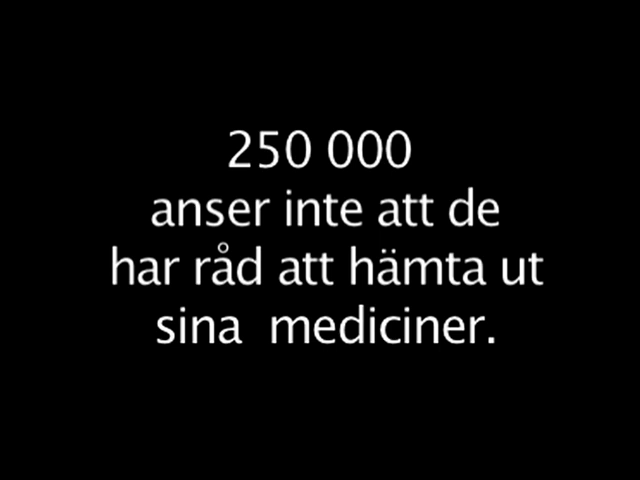 250 000
anser inte att de
har råd att hämta ut
sina  mediciner.